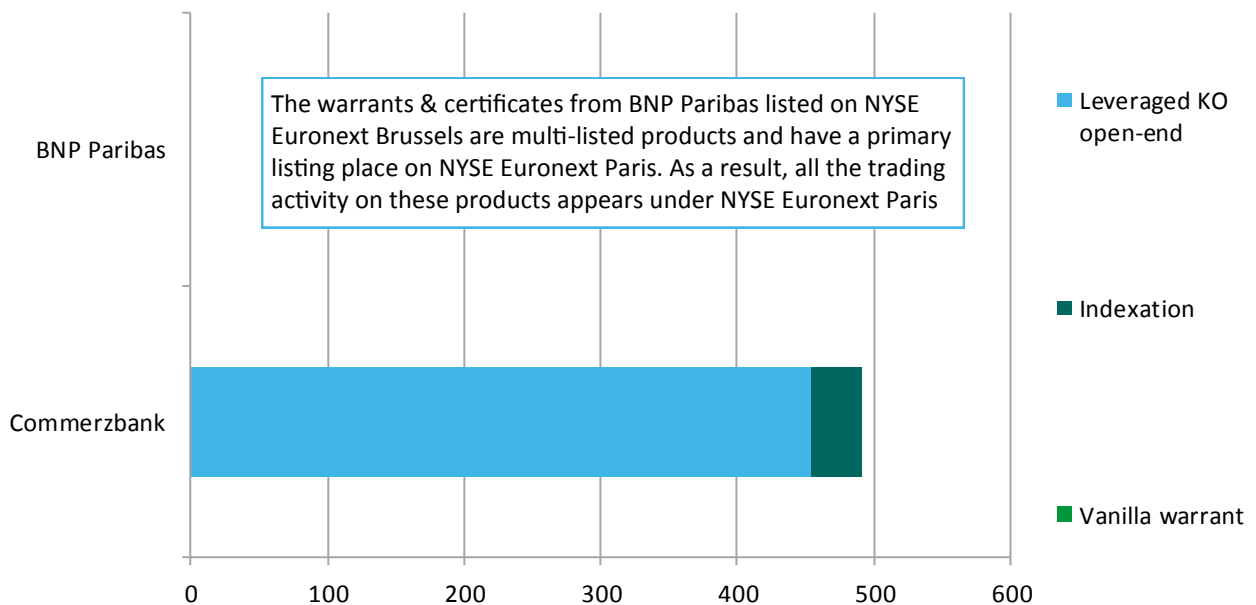 The warrants & certificates from BNP Paribas listed on NYSE
Euronext Brussels are multi-listed products and have a primary
listing place on NYSE Euronext Paris. As a result, all the trading
activity on these products appears under NYSE Euronext Paris
BNP Paribas
Commerzbank
0 100 200 300 400 500 600
Leveraged KO
open-end
Indexation
Vanilla warrant